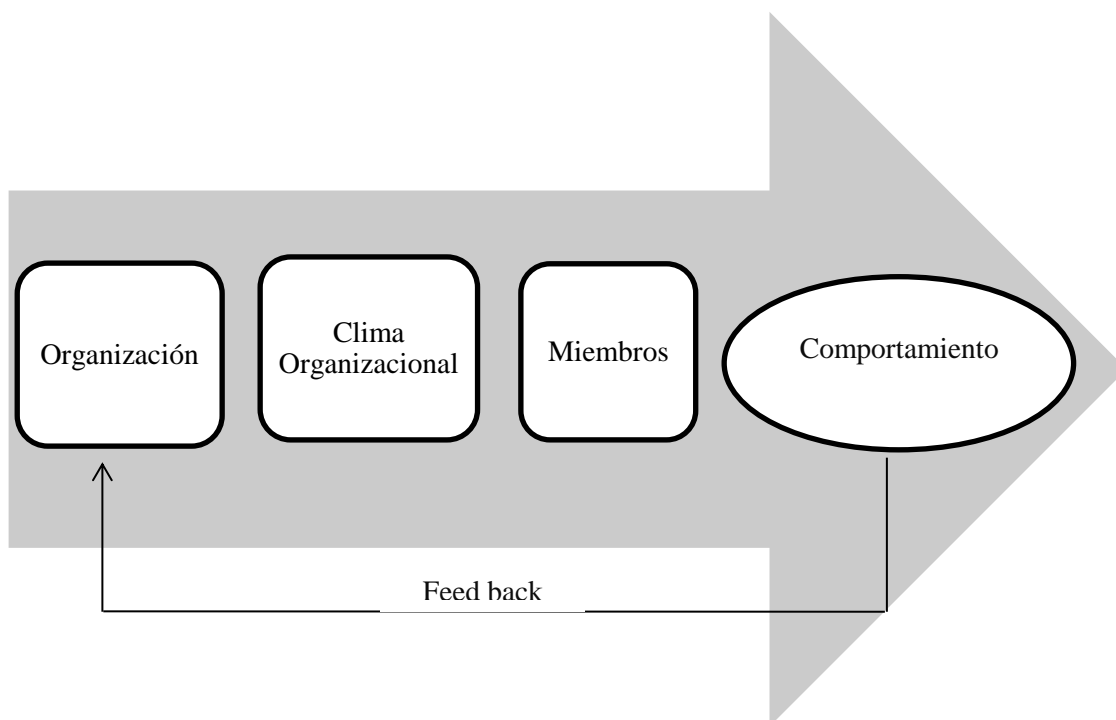 Organización
Clima
Organizacional
Miembros
Comportamiento
Feed back